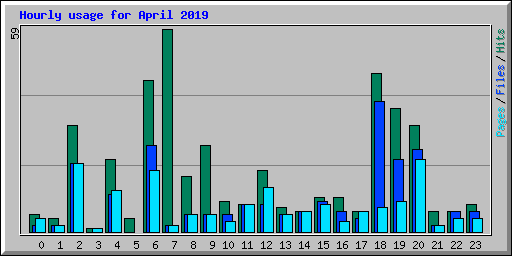 Hourly usage for April 2019
59
Pages/Files/Hits
0 1 2 3 4 5 6 7 8 9 10 11 12 13 14 15 16 17 18 19 20 21 22 23